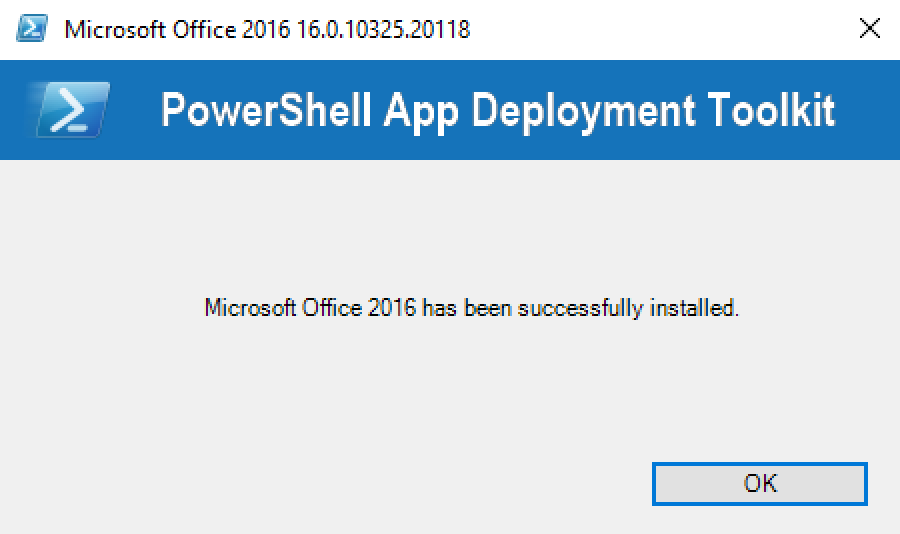 Microsoft Office 2016 16.0.10325.20118
PowerShell App Deployment Toolkit
Microsoft Office 2016 has been successfully installed.
OK